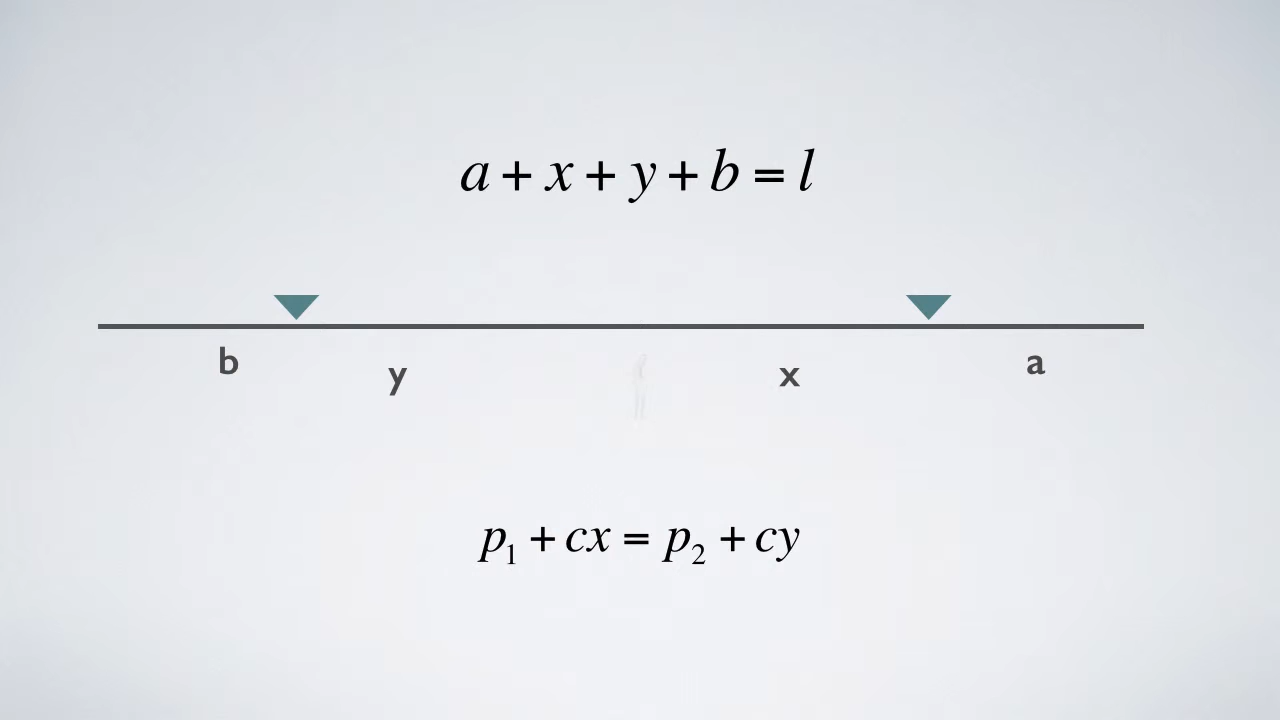 a + x + y + b = l
b y x a
p₁ + cx = p₂ + cy